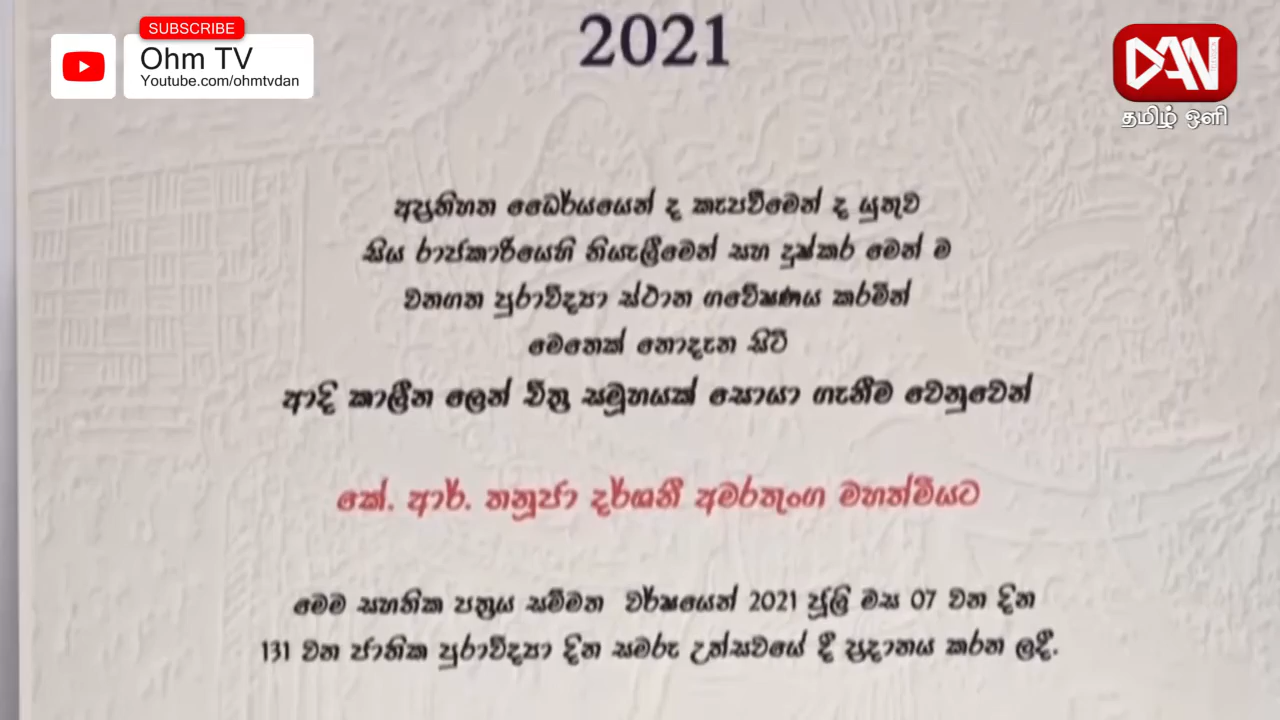 2021
SUBSCRIBE
Ohm TV
Youtube.com/ohmtvdan
DAN
தமிழ் ஒளி
අප්‍රතිහත ධෛර්යයෙන් ද කැපවීමෙන් ද යුතුව
සිය රාජකාරියෙහි නියැලීමෙන් සහ දුෂ්කර මෙන් ම
වනගත පුරාවිද්‍යා ස්ථාන ගවේෂණය කරමින්
මෙතෙක් නොදැන සිටි
ආදි කාලීන ලෙන් චිත්‍ර සමූහයක් සොයා ගැනීම වෙනුවෙන්
කේ. ආර්. තනුජා දර්ශනී අමරතුංග මහත්මියට
මෙම සහතික පත්‍රය සම්මත වර්ෂයෙන් 2021 ජූලි මස 07 වන දින
131 වන ජාතික පුරාවිද්‍යා දින සමරු උත්සවයේ දී ප්‍රදානය කරන ලදී.